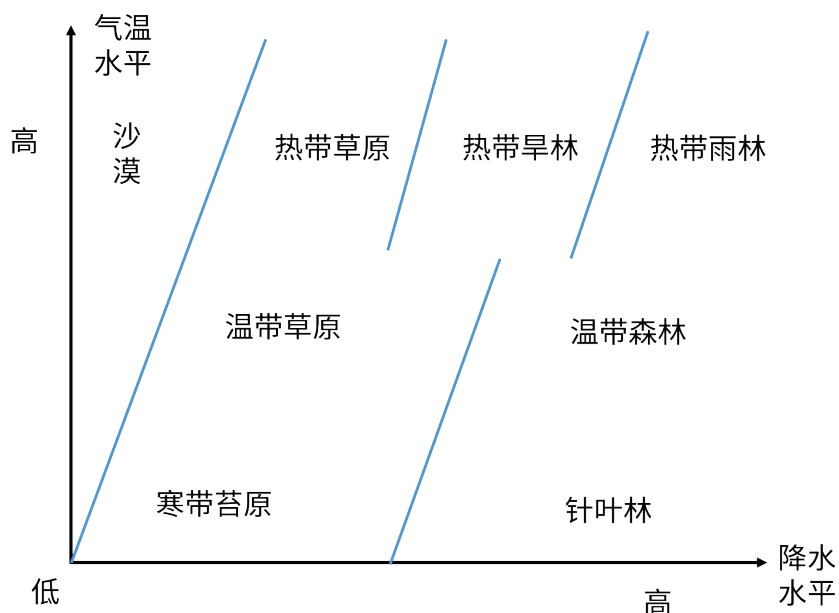 气温
水平
高
沙
漠
热带草原
热带旱林
热带雨林
温带草原
温带森林
寒带苔原
针叶林
低
高
降水
水平